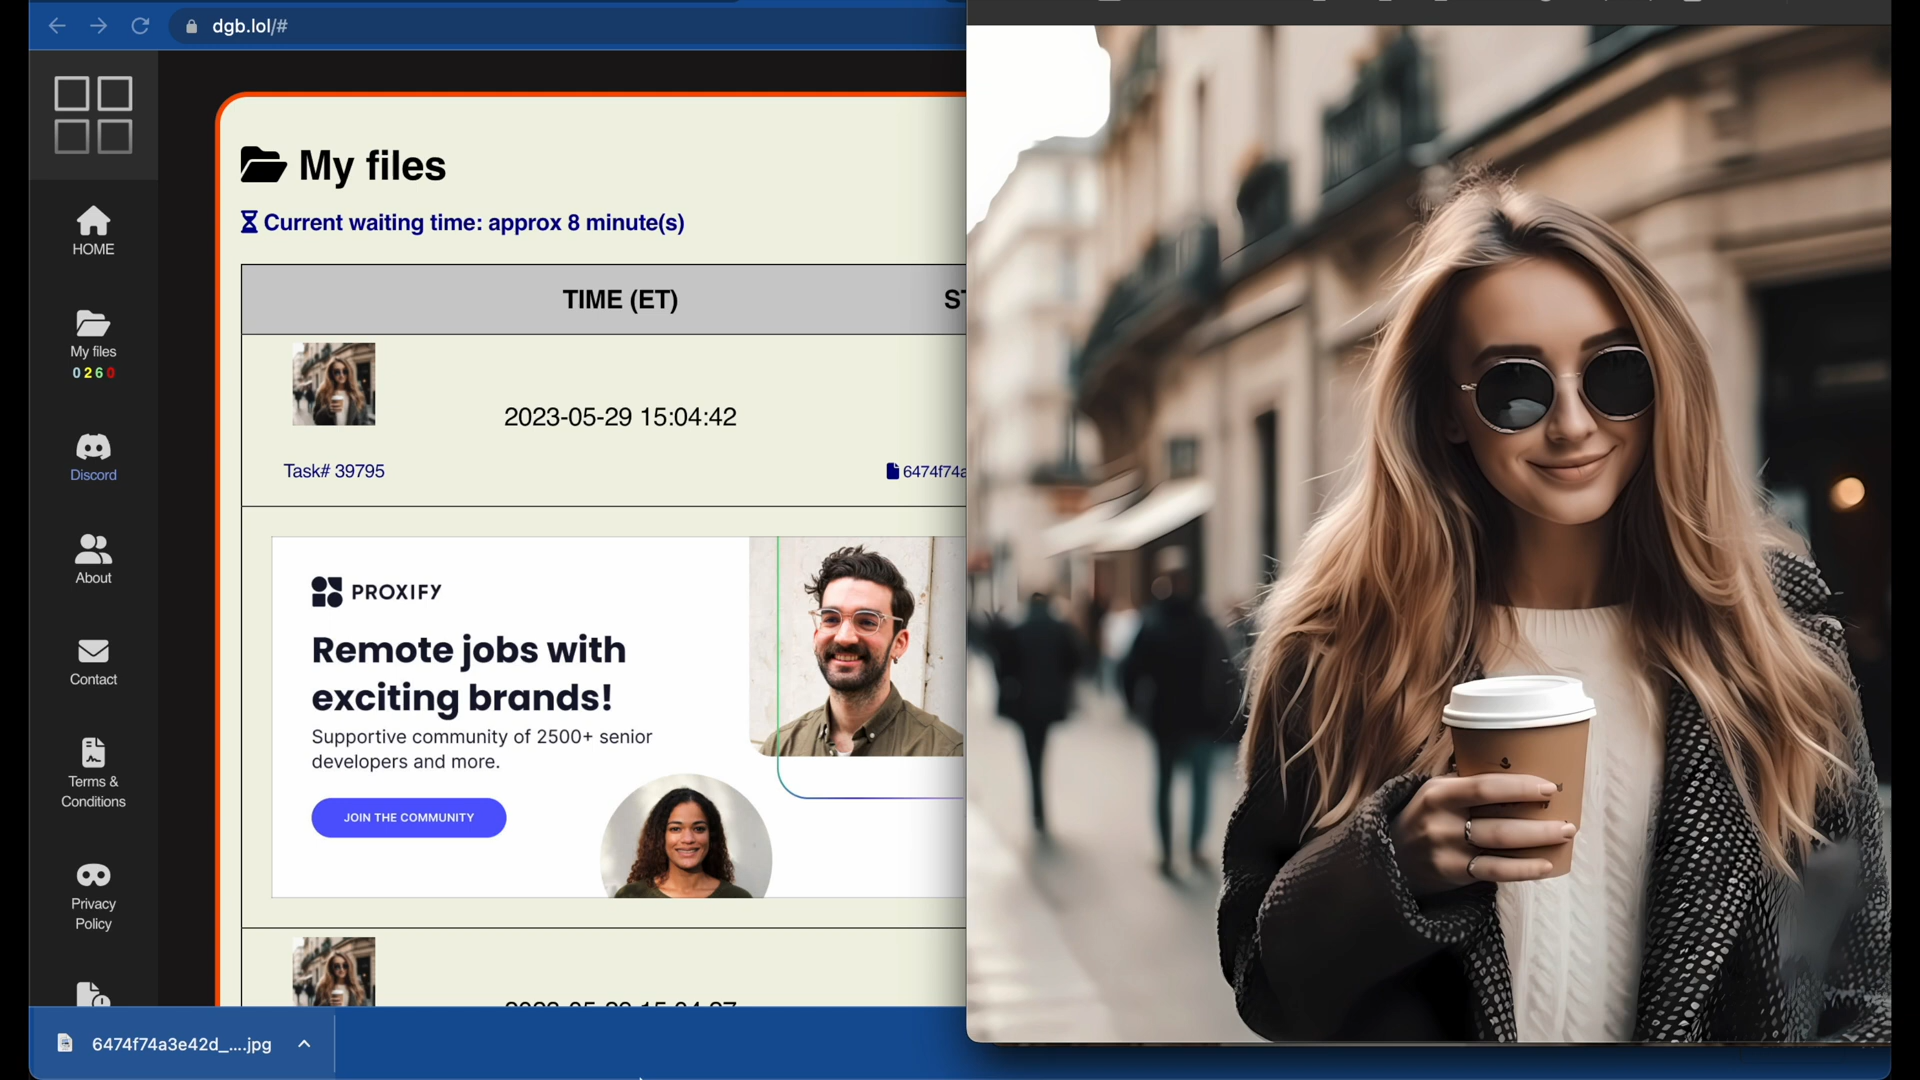 dgb.lol/#
HOME
My files
0 2 6 0
Discord
About
Contact
Terms &
Conditions
Privacy
Policy
My files
Current waiting time: approx 8 minute(s)
TIME (ET)
2023-05-29 15:04:42
Task# 39795
6474f74a
PROXIFY
Remote jobs with
exciting brands!
Supportive community of 2500+ senior
developers and more.
JOIN THE COMMUNITY
6474f74a3e42d_....jpg